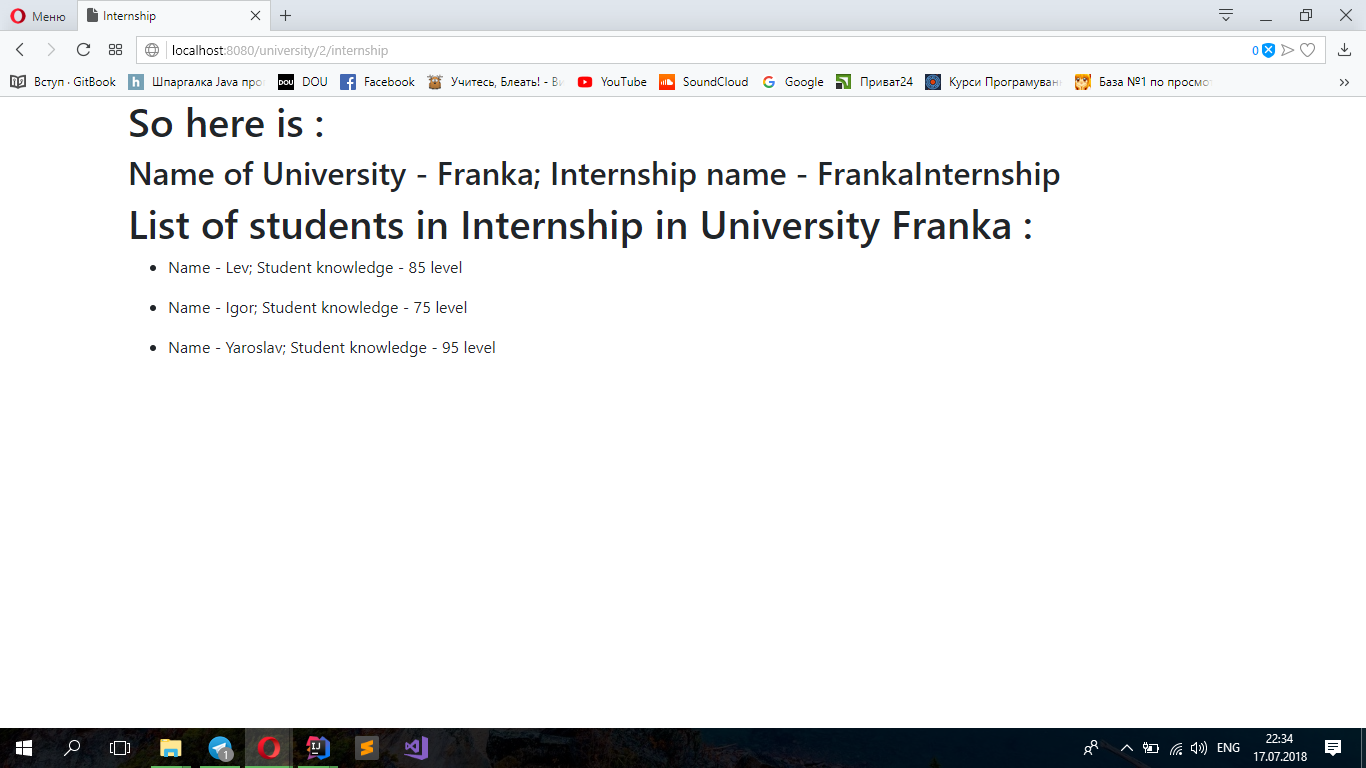 Меню
Internship
localhost:8080/university/2/internship
0
Вступ · GitBook
Шпаргалка Java про
DOU DOU
Facebook
Учитесь, Блеать! - Ви
YouTube
SoundCloud
Google
Приват24
Курси Програмуван
База №1 по просмот
So here is :
Name of University - Franka; Internship name - FrankaInternship
List of students in Internship in University Franka :
Name - Lev; Student knowledge - 85 level
Name - Igor; Student knowledge - 75 level
Name - Yaroslav; Student knowledge - 95 level
1
IJ
ENG
22:34
17.07.2018